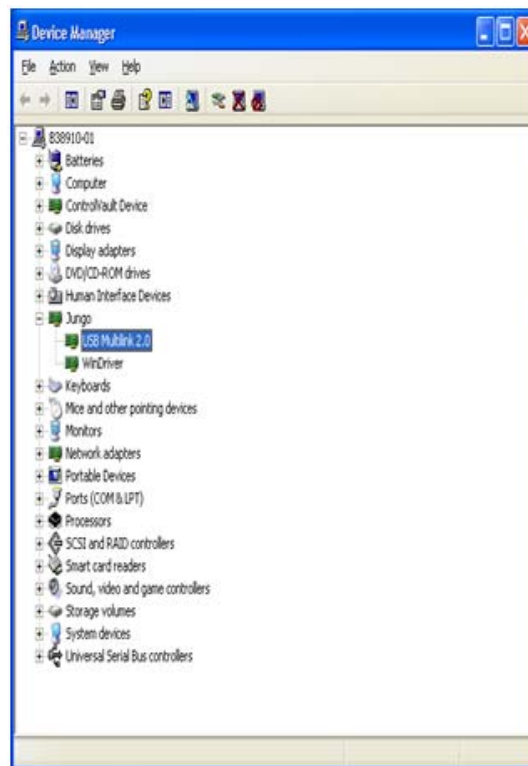 Device Manager
File Action View Help
B38910-01
Batteries
Computer
ControlVault Device
Disk drives
Display adapters
DVD/CD-ROM drives
Human Interface Devices
Jungo
USB Multilink 2.0
WinDriver
Keyboards
Mice and other pointing devices
Monitors
Network adapters
Portable Devices
Ports (COM & LPT)
Processors
SCSI and RAID controllers
Smart card readers
Sound, video and game controllers
Storage volumes
System devices
Universal Serial Bus controllers